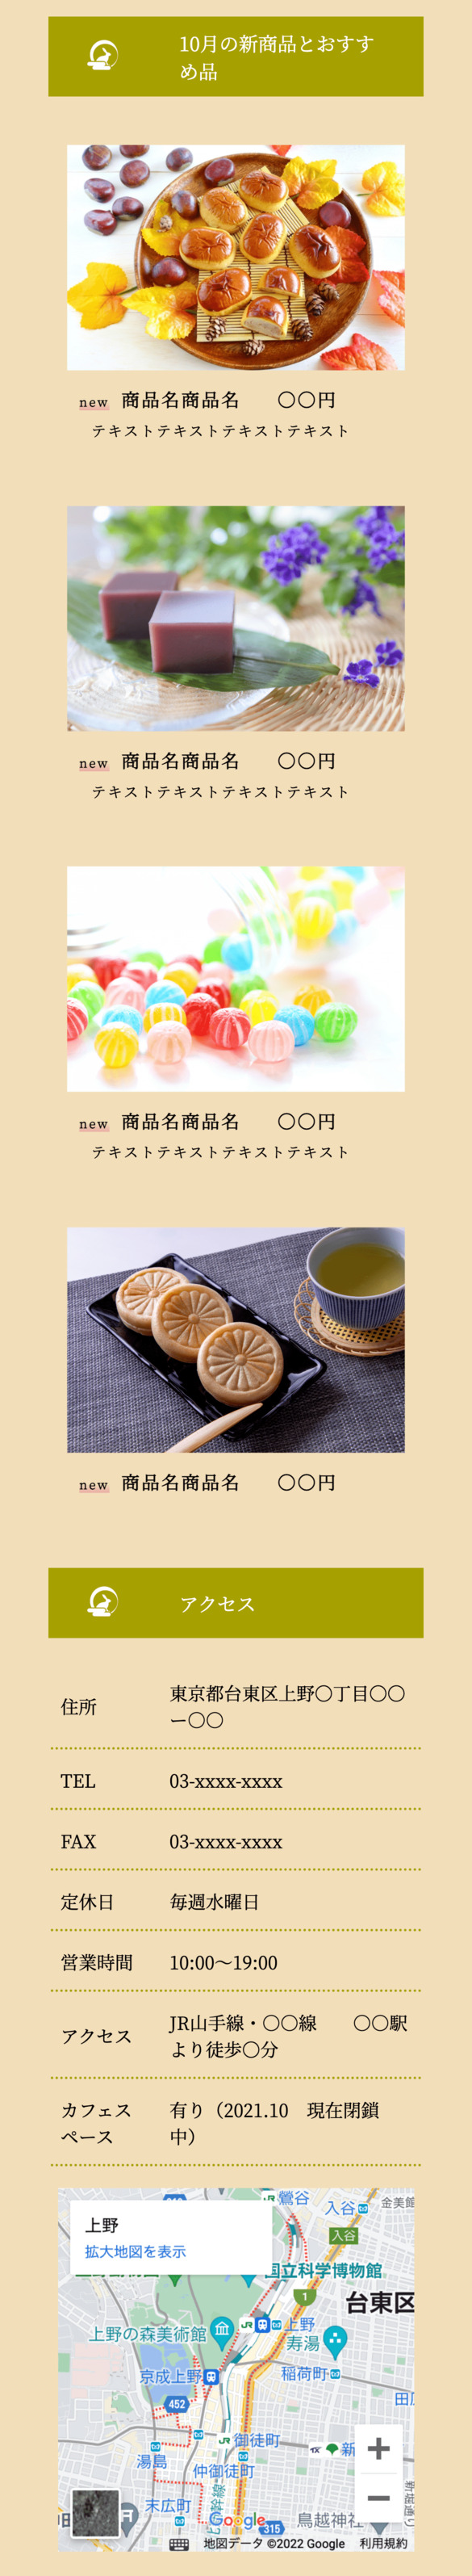 10月の新商品とおすす
め品
new 商品名商品名 〇〇円
テキストテキストテキストテキスト
new 商品名商品名 〇〇円
テキストテキストテキストテキスト
new 商品名商品名 〇〇円
テキストテキストテキストテキスト
new 商品名商品名 〇〇円
アクセス
住所 東京都台東区上野〇丁目〇〇
ー〇〇
TEL 03-xxxx-xxxx
FAX 03-xxxx-xxxx
定休日 毎週水曜日
営業時間 10:00〜19:00
アクセス JR山手線・〇〇線 〇〇駅
より徒歩〇分
カフェス
ペース
有り（2021.10 現在閉鎖
中）
鶯谷
入谷
金美館
上野
拡大地図を表示
入谷
国立科学博物館
1
台東区
上野の森美術館
JR
上野
寿湯
京成上野
稲荷町
452
JR
御徒町
TX
新
湯島
仲御徒町
末広町
Google
315
鳥越神社
地図データ ©2022 Google
利用規約